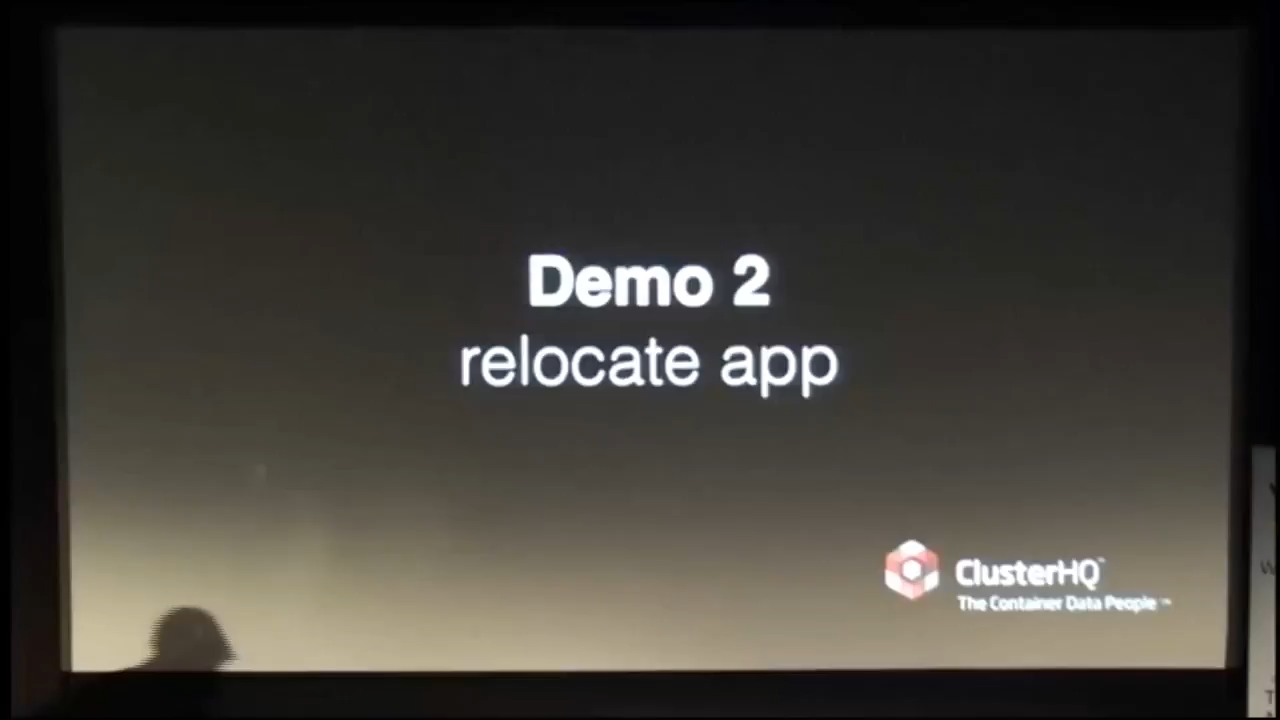 Demo 2
relocate app
ClusterHQ™
The Container Data People™